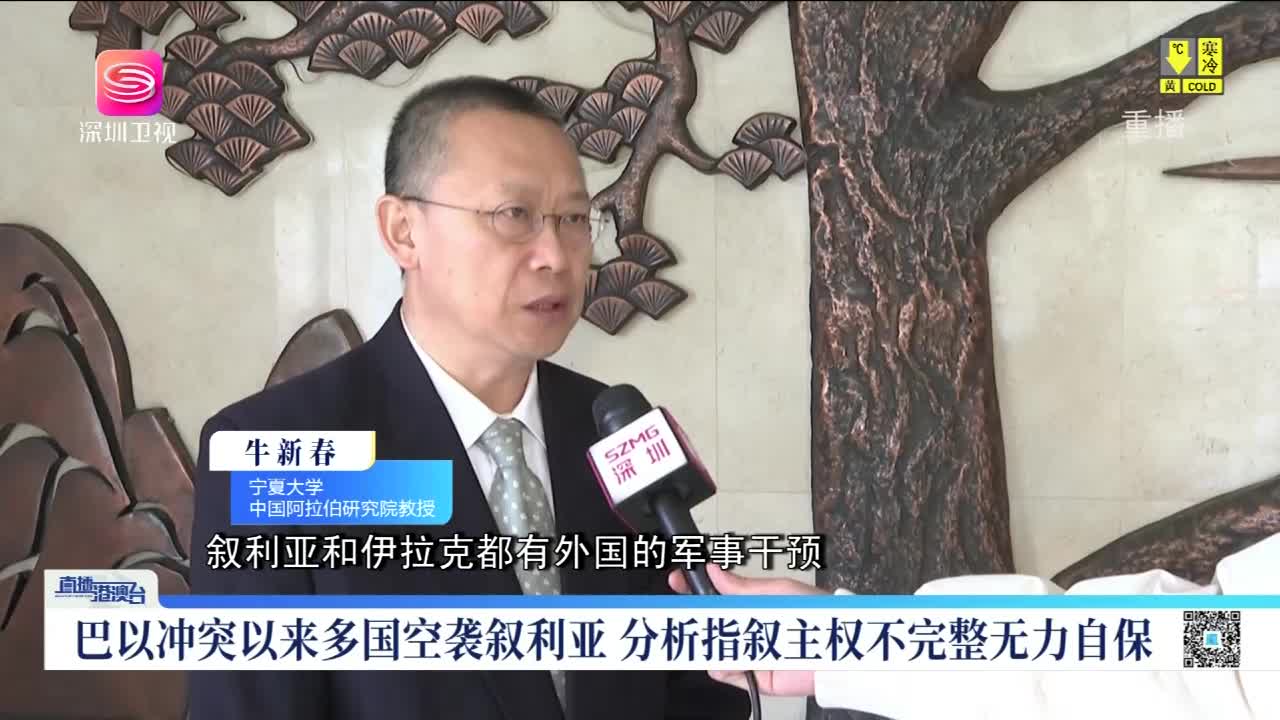 深圳卫视
℃
寒冷
黄
COLD
重播
SZMG
深圳
牛新春
宁夏大学
中国阿拉伯研究院教授
叙利亚和伊拉克都有外国的军事干预
直播港澳台
巴以冲突以来多国空袭叙利亚 分析指叙主权不完整无力自保